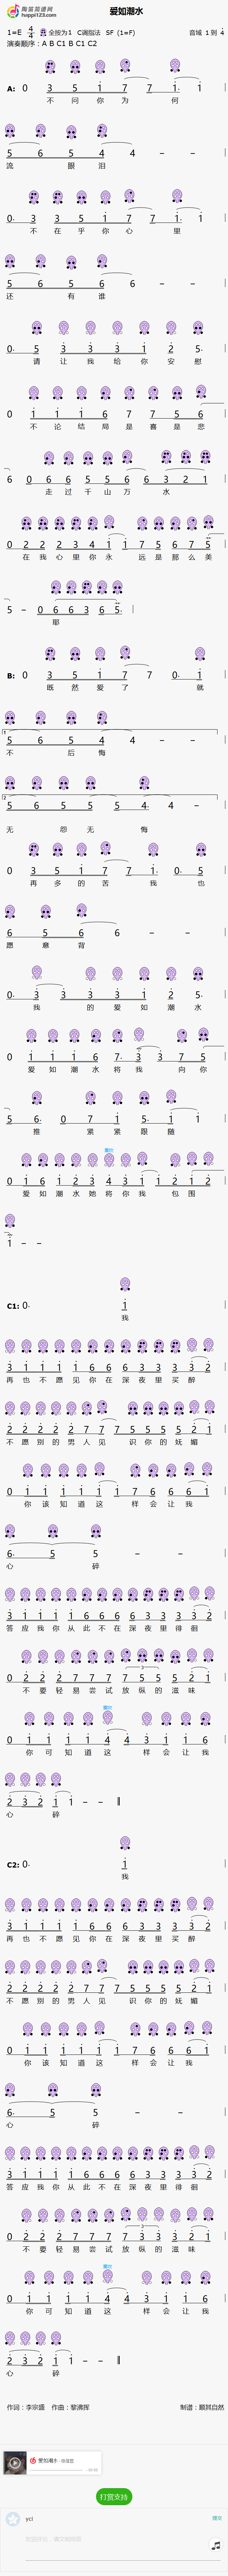 陶笛简谱网
huppi123.com
爱如潮水
1=E 4/4 全按为1 C调指法 SF (1=F) 音域 1到4
演奏顺序：A B C1 B C1 C2
A: 0 3 5 1 7 7 1· 1
不 问 你 为 何
5 6 5 4 4 - -
流 眼 泪
0· 3 3 5 1 7 7 1· 1
不 在 乎 你 心 里
5 6 5 6 6 - -
还 有 谁
0· 5 3 3 3 1 2 5·
请 让 我 给 你 安 慰
0 1 1 1 6 7 7 5 6
不 论 结 局 是 喜 是 悲
6 0 6 6 5 5 6 6 3 2 1
走 过 千 山 万 水
0 2 2 2 3 4 1 1 7 5 6 7 5
在 我 心 里 你 永 远 是 那 么 美
5 - 0 6 6 3 6 5·
耶
B: 0 3 5 1 7 7 0· 1
既 然 爱 了 就
1
5 6 5 4 4 - -
不 后 悔
2
5 6 5 5 5 4· 4 -
无 怨 无 悔
0 3 5 1 7 7 1· 0· 5
再 多 的 苦 我 也
6 5 6 6 - -
愿 意 背
0· 3 3 3 3 1 2 5·
我 的 爱 如 潮 水
0 1 1 1 6 7· 3 3 7 5
爱 如 潮 水 将 我 向 你
5 6· 0 7 1 5· 1 1
推 紧 紧 跟 随
0 1 6 1 2 3 4 3 1 1 2 1 2
爱 如 潮 水 她 将 你 我 包 围
1 - -
C1: 0· 1
我
3 1 1 1 1 6 6 6 3 3 3 3 2
再 也 不 愿 见 你 在 深 夜 里 买 醉
2 2 2 2 2 7 7 7 5 5 5 5 2 1
不 愿 别 的 男 人 见 识 你 的 妩 媚
0 1 1 1 1 1 1 7 6 6 6 1
你 该 知 道 这 样 会 让 我
6· 5 5 - -
心 碎
3 1 1 1 1 6 6 6 6 3 3 3 3 2
答 应 我 你 从 此 不 在 深 夜 里 徘 徊
0 2 2 2 7 7 7 7 5 5 5 2 1
不 要 轻 易 尝 试 放 纵 的 滋 味
0 1 1 1 1 4 4 3 1 1 6
你 可 知 道 这 样 会 让 我
2 3 2 1 1 - -
心 碎
C2: 0· 1
我
3 1 1 1 1 6 6 6 3 3 3 3 2
再 也 不 愿 见 你 在 深 夜 里 买 醉
2 2 2 2 2 7 7 7 5 5 5 5 2 1
不 愿 别 的 男 人 见 识 你 的 妩 媚
0 1 1 1 1 1 1 7 6 6 6 1
你 该 知 道 这 样 会 让 我
6· 5 5 - -
心 碎
3 1 1 1 1 6 6 6 6 3 3 3 3 2
答 应 我 你 从 此 不 在 深 夜 里 徘 徊
0 2 2 2 7 7 7 7 3 3 3 2 1
不 要 轻 易 尝 试 放 纵 的 滋 味
0 1 1 1 1 4 4 3 1 1 6
你 可 知 道 这 样 会 让 我
2 3 2 1 1 - -
心 碎
作词：李宗盛 作曲：黎沸挥 制谱：顺其自然
爱如潮水
打赏支持
yci